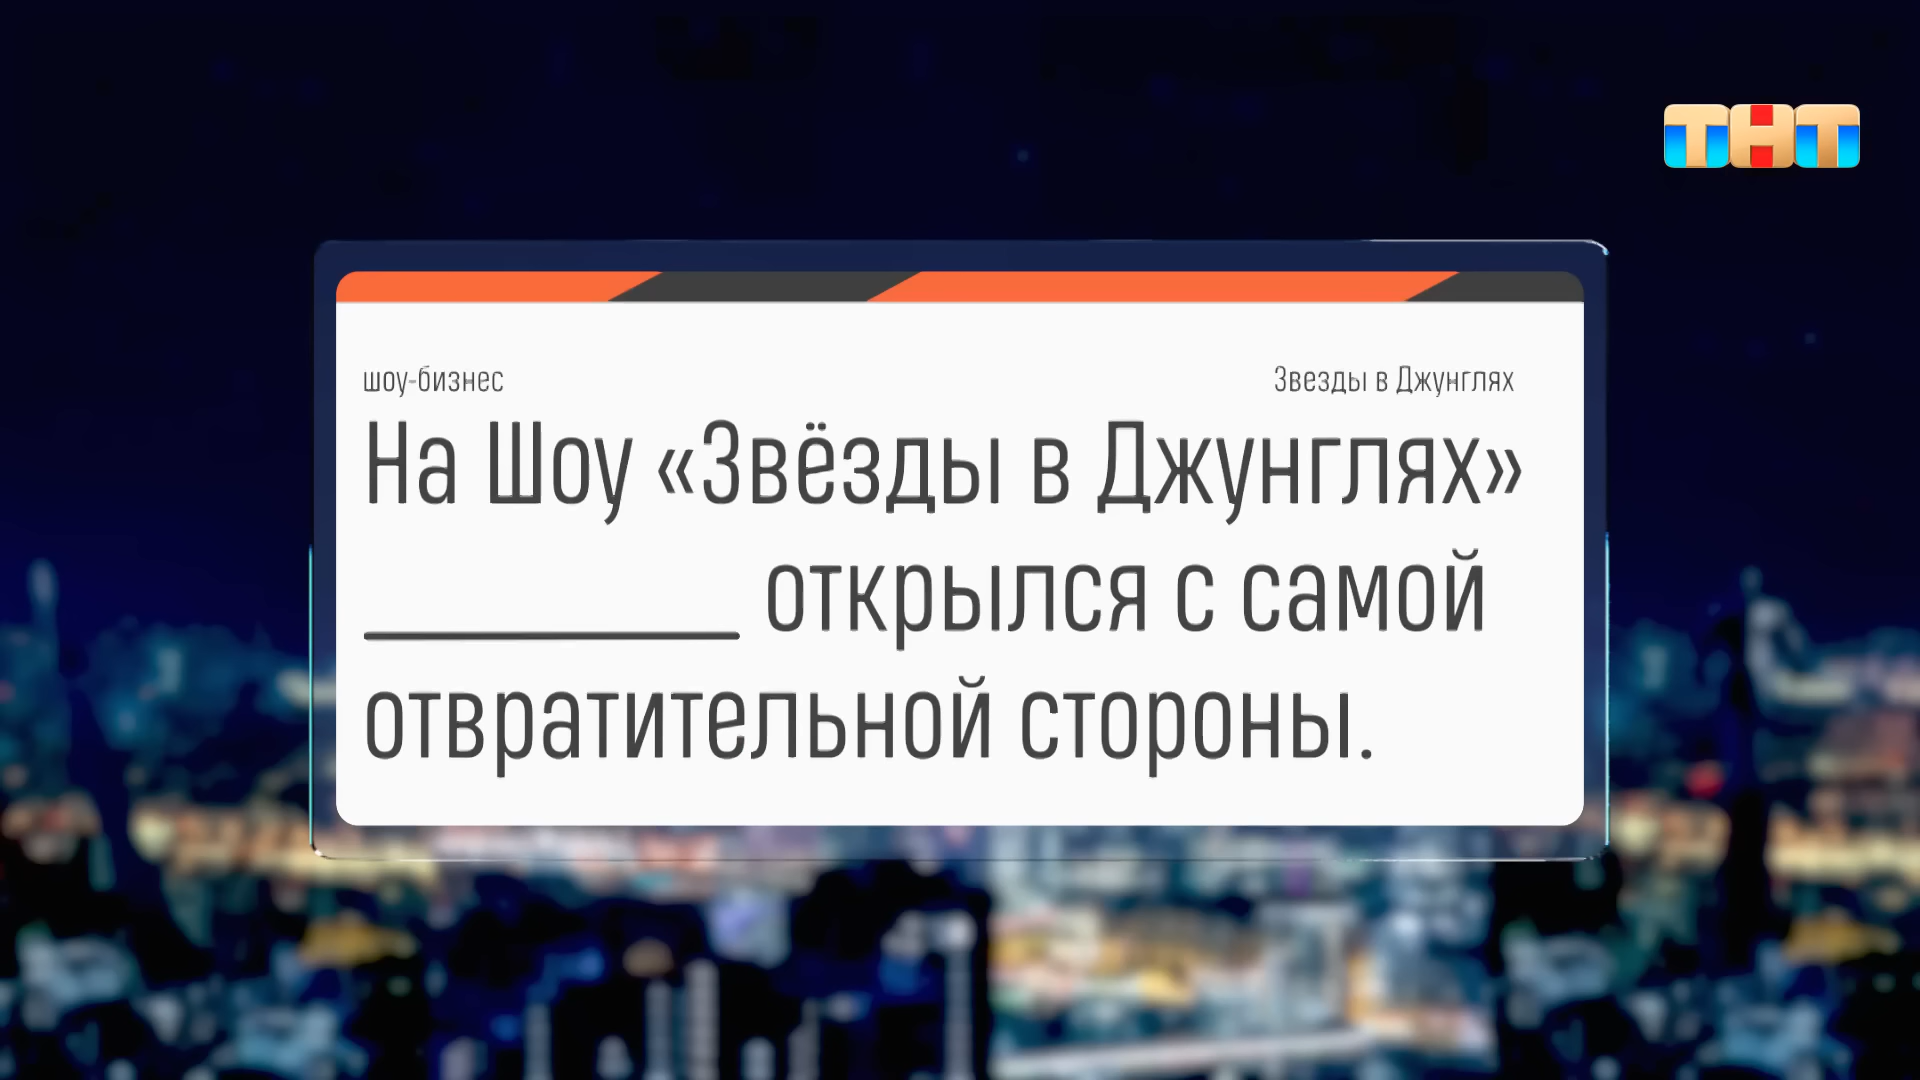 ТНТ
шоу-бизнес Звезды в Джунглях
На Шоу «Звёзды в Джунглях»
__________ открылся с самой
отвратительной стороны.